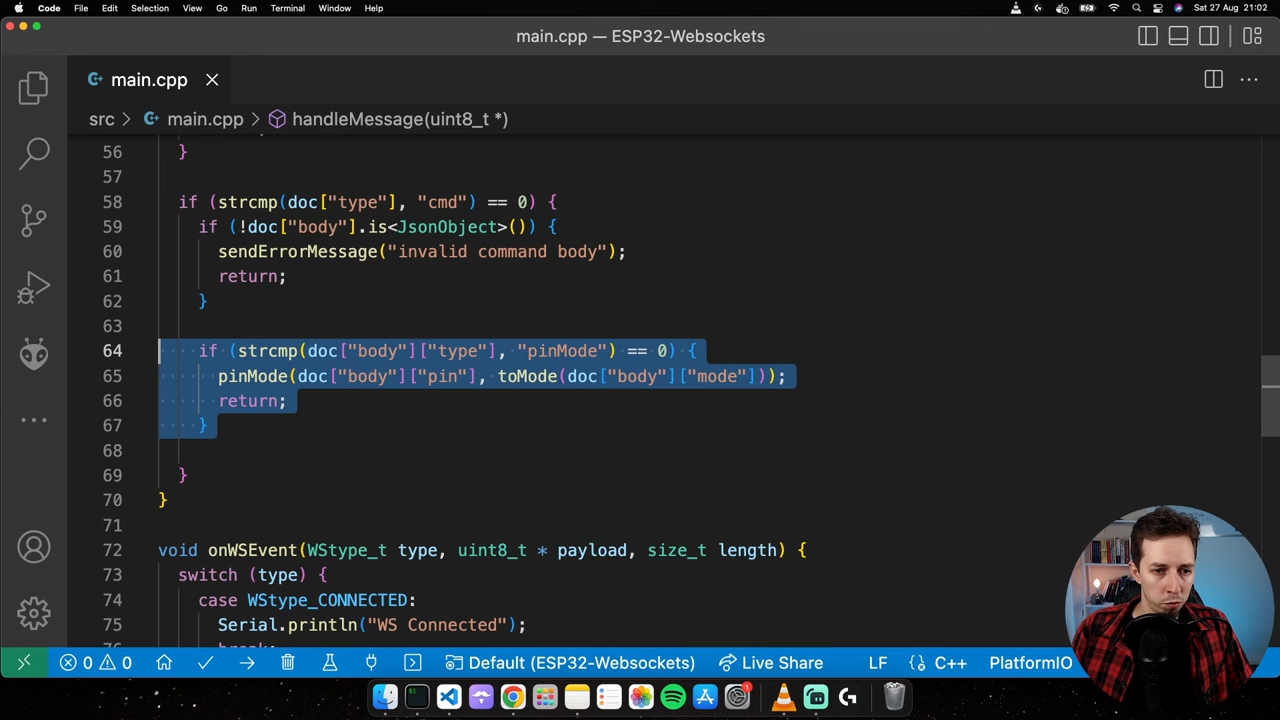 Code File Edit Selection View Go Run Terminal Window Help Sat 27 Aug 21:02
main.cpp — ESP32-Websockets
main.cpp
src > main.cpp > handleMessage(uint8_t *)
56 }
57
58 if (strcmp(doc["type"], "cmd") == 0) {
59 if (!doc["body"].is<JsonObject>()) {
60 sendErrorMessage("invalid command body");
61 return;
62 }
63
64 if (strcmp(doc["body"]["type"], "pinMode") == 0) {
65 pinMode(doc["body"]["pin"], toMode(doc["body"]["mode"]));
66 return;
67 }
68
69 }
70 }
71
72 void onWSEvent(WStype_t type, uint8_t * payload, size_t length) {
73 switch (type) {
74 case WStype_CONNECTED:
75 Serial.println("WS Connected");
0 0 Default (ESP32-Websockets) Live Share LF C++ PlatformIO